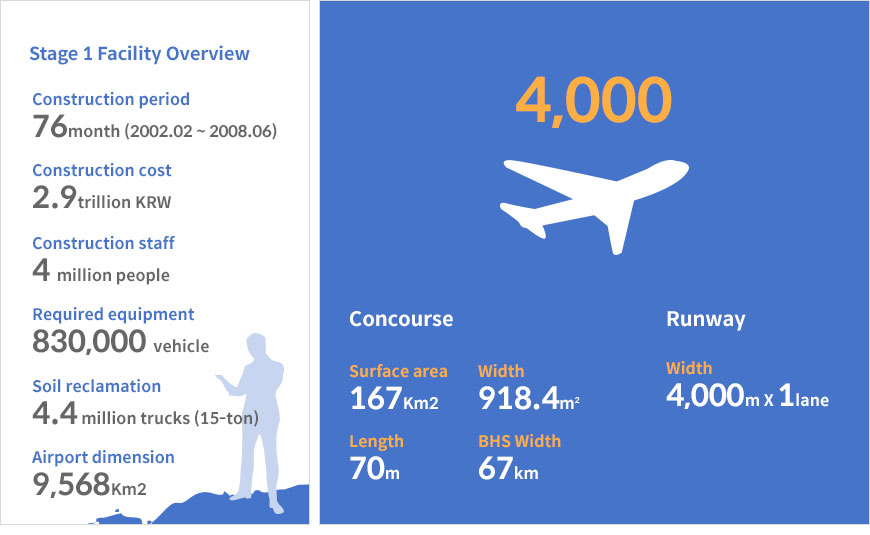 Stage 1 Facility Overview
Construction period
76month (2002.02 ~ 2008.06)
Construction cost
2.9trillion KRW
Construction staff
4 million people
Required equipment
830,000 vehicle
Soil reclamation
4.4 million trucks (15-ton)
Airport dimension
9,568Km2
4,000
Concourse
Surface area
167Km2
Width
918.4m²
Length
70m
BHS Width
67km
Runway
Width
4,000m X 1lane